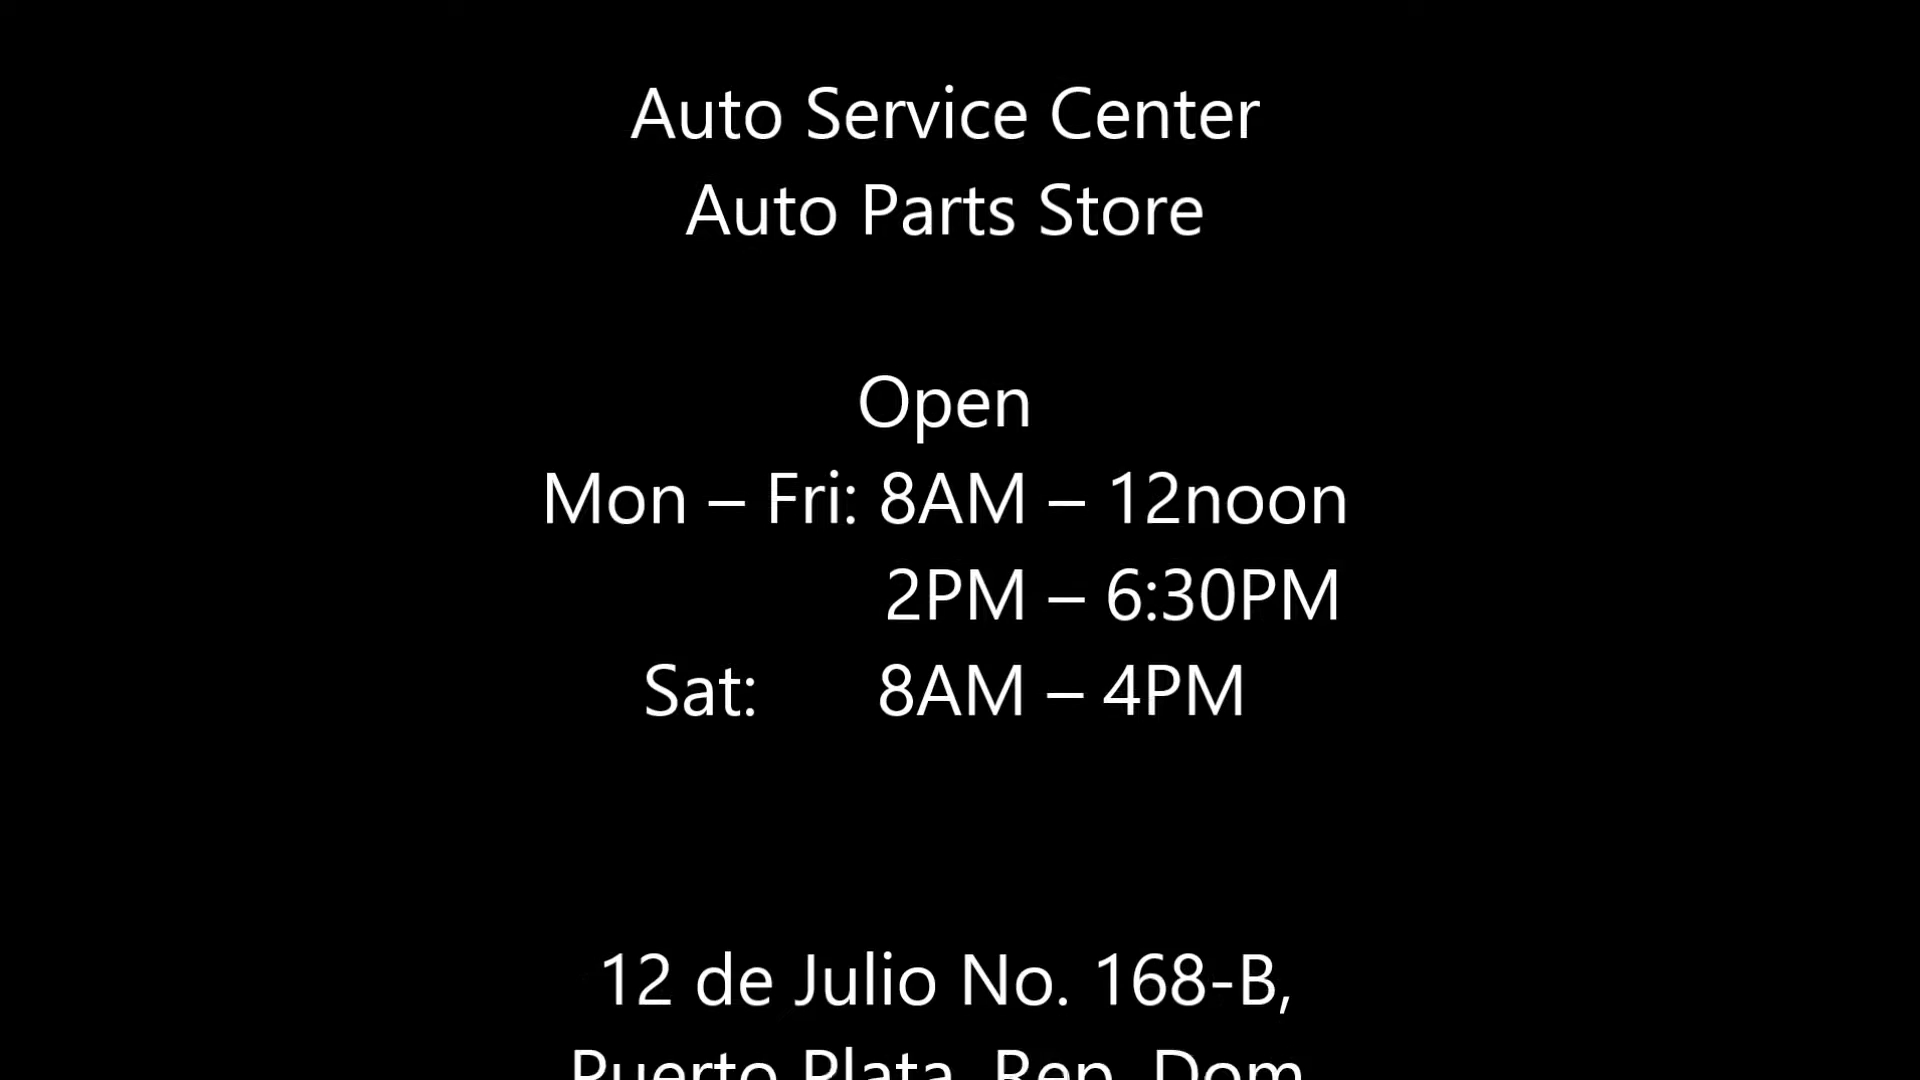 Auto Service Center
Auto Parts Store
Open
Mon – Fri: 8AM – 12noon
2PM – 6:30PM
Sat: 8AM – 4PM
12 de Julio No. 168-B,
Puerto Plata, Rep. Dom